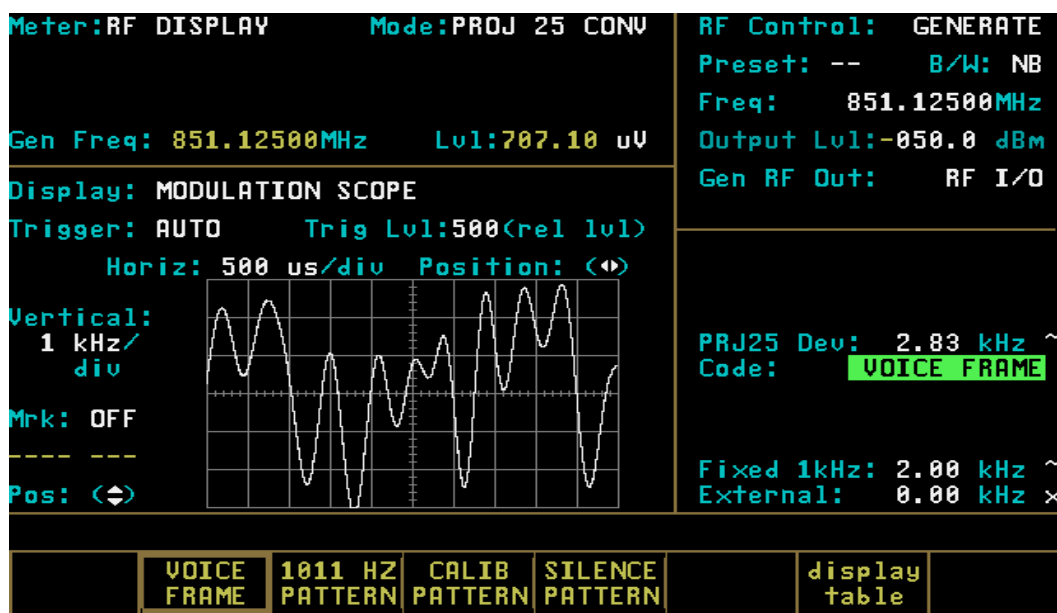 Meter:RF DISPLAY Mode:PROJ 25 CONV
Gen Freq: 851.12500MHz Lvl:707.10 uV
Display: MODULATION SCOPE
Trigger: AUTO Trig Lvl:500(rel lvl)
Horiz: 500 us/div Position: (◂▸)
Vertical:
1 kHz/
div
Mrk: OFF
---- ---
Pos: (▴▾)
RF Control: GENERATE
Preset: -- B/W: NB
Freq: 851.12500MHz
Output Lvl:-050.0 dBm
Gen RF Out: RF I/O
PRJ25 Dev: 2.83 kHz ~
Code: VOICE FRAME
Fixed 1kHz: 2.00 kHz ~
External: 0.00 kHz x
VOICE FRAME
1011 HZ PATTERN
CALIB PATTERN
SILENCE PATTERN
display table